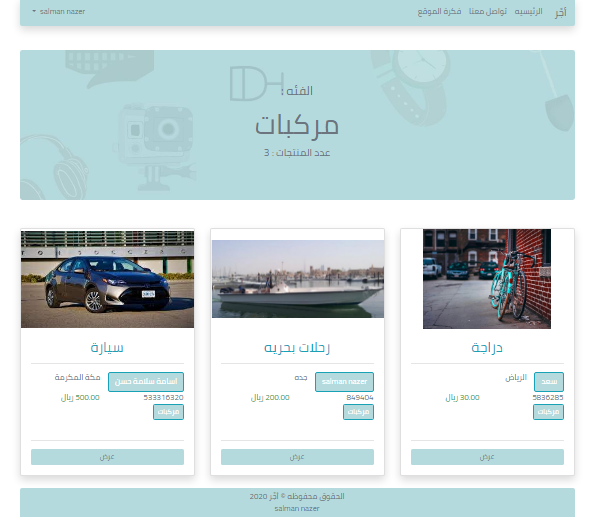 أجّر الرئيسيه تواصل معنا فكرة الموقع salman nazer
الفئه :
مركبات
عدد المنتجات : 3
دراجة
سعد الرياض
5836285 30.00 ريال
مركبات
عرض
رحلات بحريه
salman nazer جده
849404 200.00 ريال
مركبات
عرض
سيارة
اسامة سلامة حسن مكة المكرمة
533316320 500.00 ريال
مركبات
عرض
الحقوق محفوظه © أجّر 2020
salman nazer